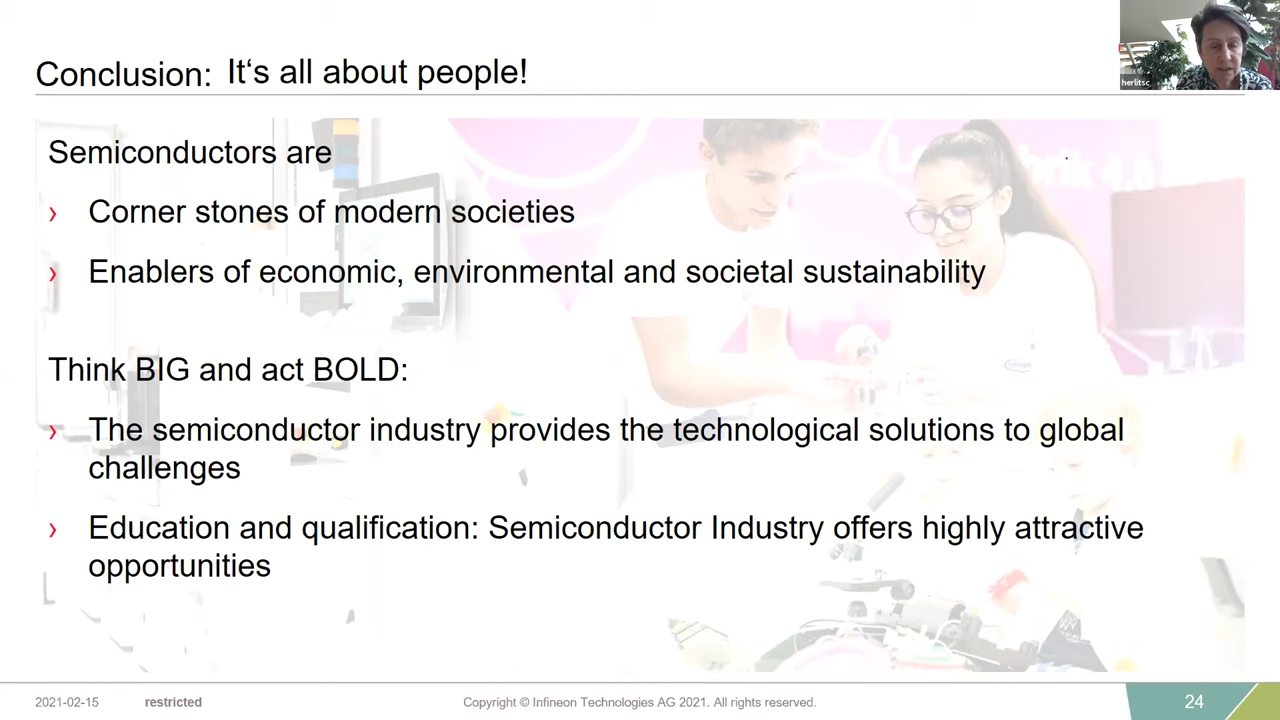 Conclusion: It‘s all about people!
herlitsc
Semiconductors are
› Corner stones of modern societies
› Enablers of economic, environmental and societal sustainability
Think BIG and act BOLD:
› The semiconductor industry provides the technological solutions to global
challenges
› Education and qualification: Semiconductor Industry offers highly attractive
opportunities
infineon
2021-02-15 restricted Copyright © Infineon Technologies AG 2021. All rights reserved. 24